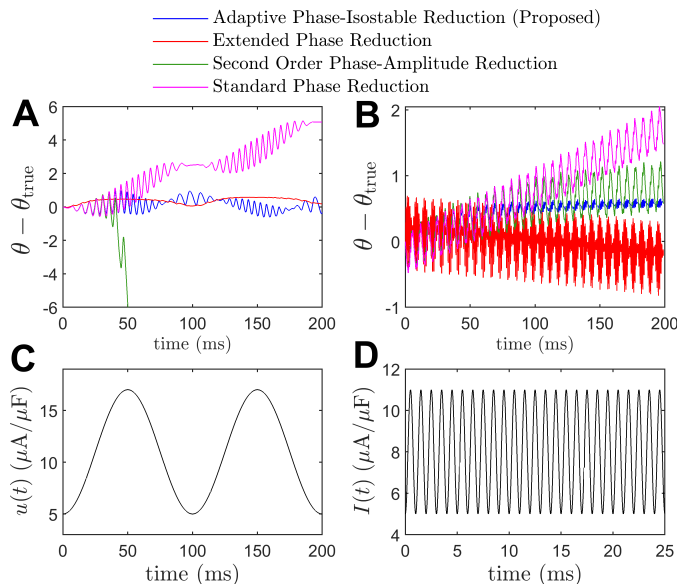 Adaptive Phase-Isostable Reduction (Proposed)
Extended Phase Reduction
Second Order Phase-Amplitude Reduction
Standard Phase Reduction
A
B
6
4
2
0
-2
-4
-6
θ − θtrue
0 50 100 150 200
time (ms)
2
1
0
-1
θ − θtrue
0 50 100 150 200
time (ms)
C
D
15
10
5
u(t) (μA/μF)
0 50 100 150 200
time (ms)
12
10
8
6
4
I(t) (μA/μF)
0 5 10 15 20 25
time (ms)